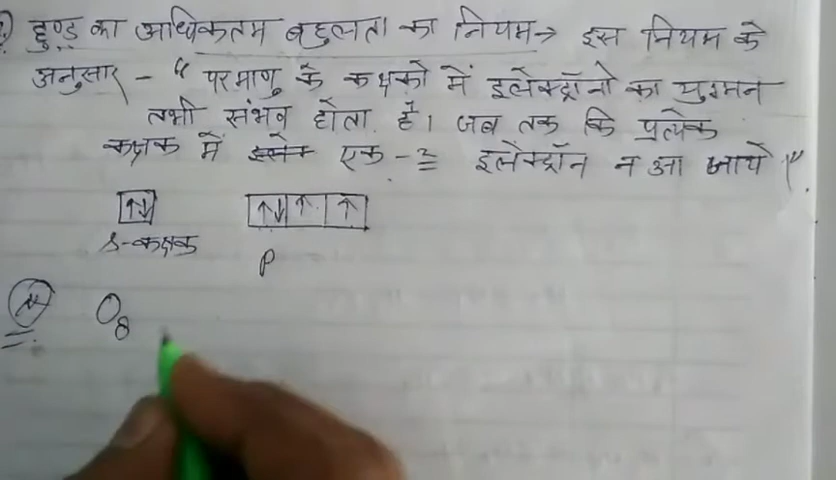 हुण्ड का अधिकतम बहुलता का नियम→ इस नियम के
अनुसार - " परमाणु के कक्षको में इलेक्ट्रॉनो का युग्मन
तभी संभव होता है। जब तक कि प्रत्येक
कक्षक में एक-२ इलेक्ट्रॉन न आ जाये।"
↑↓ ↑↓ ↑ ↑
s-कक्षक
p
O₈